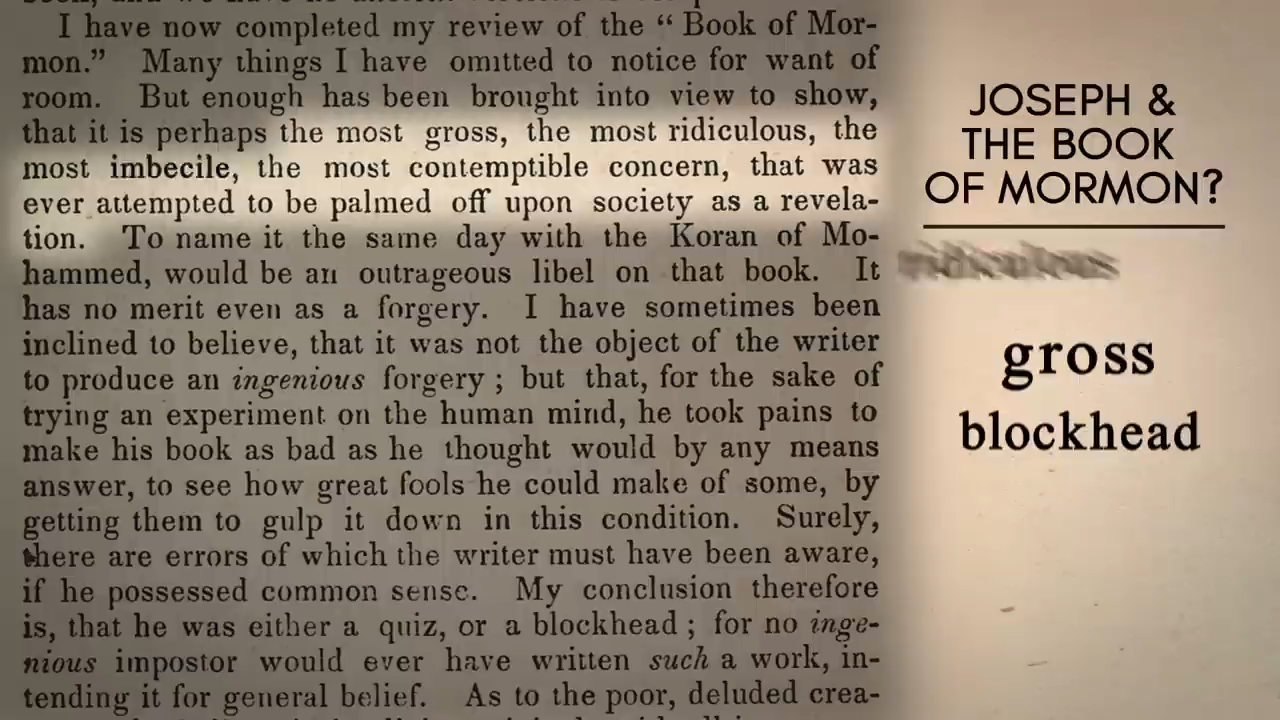 I have now completed my review of the “ Book of Mor-
mon.” Many things I have omitted to notice for want of
room. But enough has been brought into view to show,
that it is perhaps the most gross, the most ridiculous, the
most imbecile, the most contemptible concern, that was
ever attempted to be palmed off upon society as a revela-
tion. To name it the same day with the Koran of Mo-
hammed, would be an outrageous libel on that book. It
has no merit even as a forgery. I have sometimes been
inclined to believe, that it was not the object of the writer
to produce an ingenious forgery ; but that, for the sake of
trying an experiment on the human mind, he took pains to
make his book as bad as he thought would by any means
answer, to see how great fools he could make of some, by
getting them to gulp it down in this condition. Surely,
there are errors of which the writer must have been aware,
if he possessed common sense. My conclusion therefore
is, that he was either a quiz, or a blockhead ; for no inge-
nious impostor would ever have written such a work, in-
tending it for general belief. As to the poor, deluded crea-
JOSEPH &
THE BOOK
OF MORMON?
ridiculous
gross
blockhead